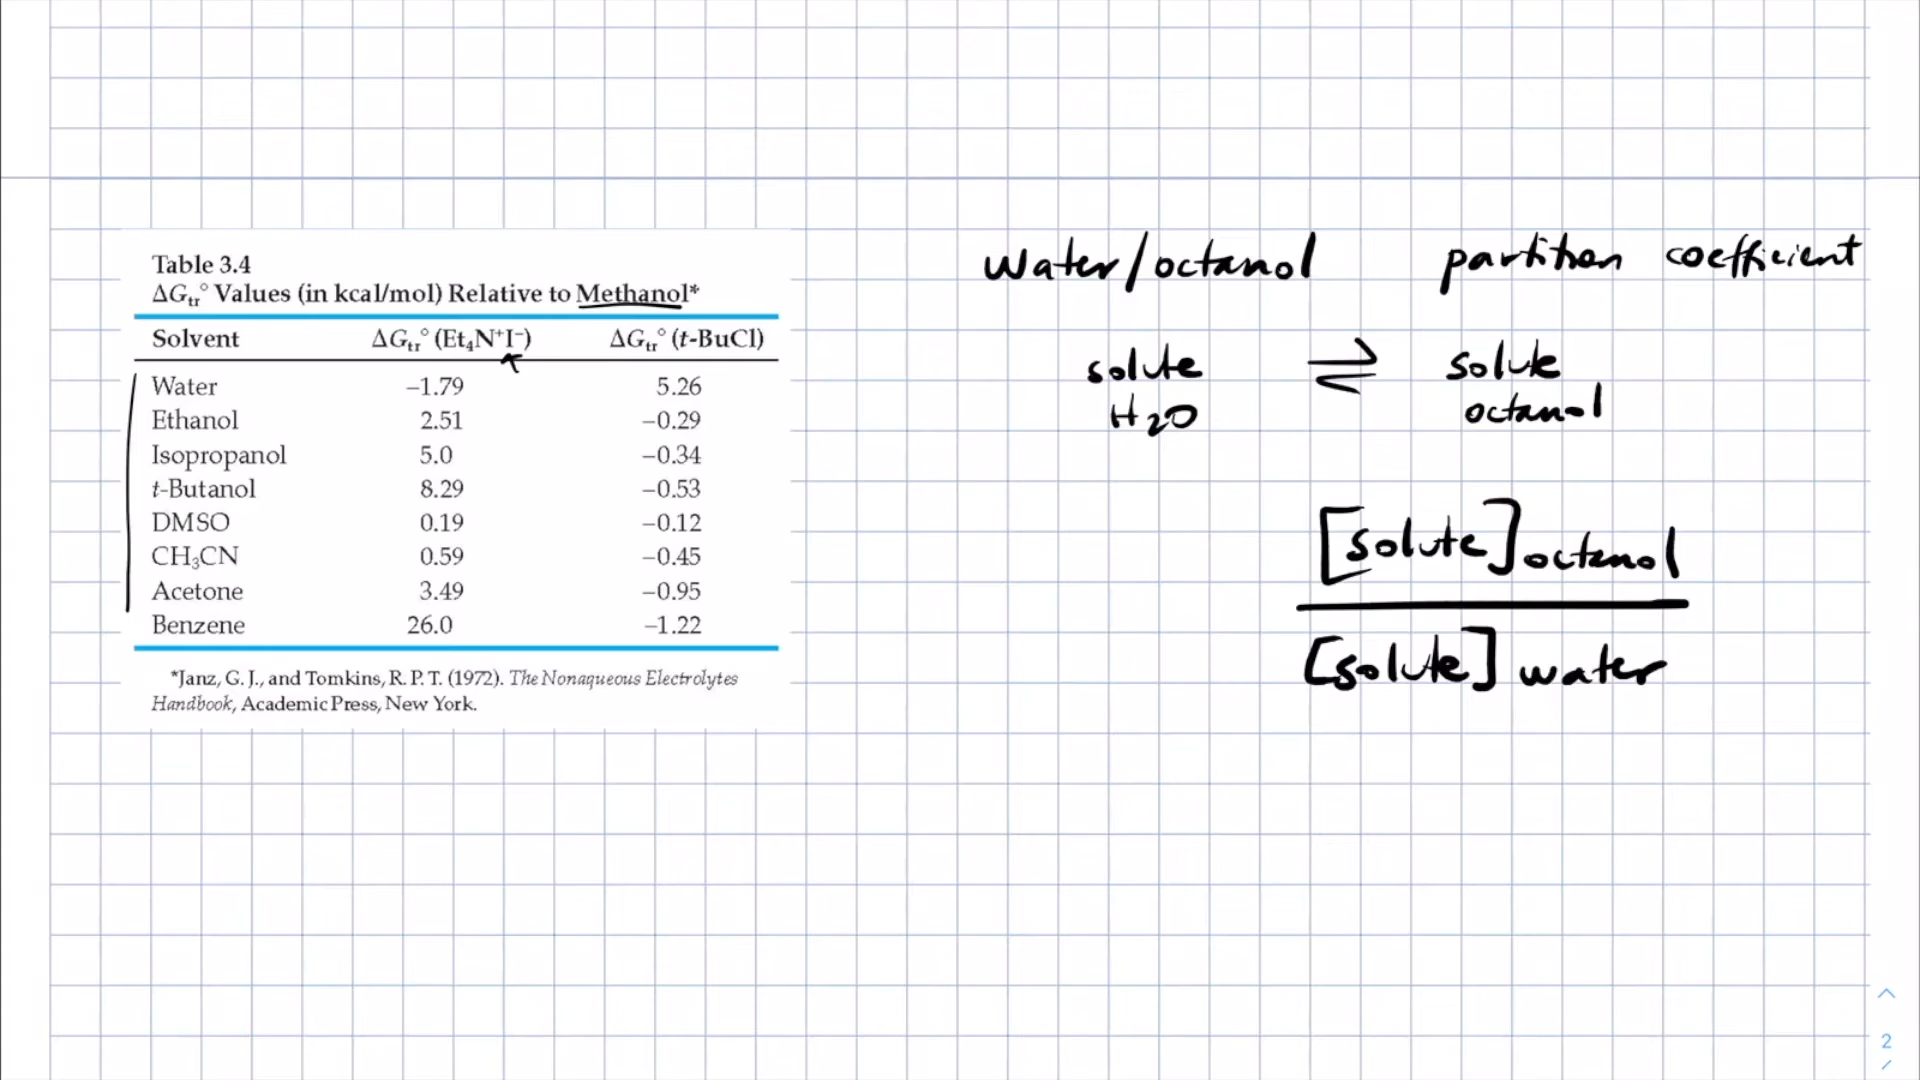 Table 3.4
ΔGtr° Values (in kcal/mol) Relative to Methanol*
Solvent ΔGtr° (Et₄N⁺I⁻) ΔGtr° (t-BuCl)
Water −1.79 5.26
Ethanol 2.51 −0.29
Isopropanol 5.0 −0.34
t-Butanol 8.29 −0.53
DMSO 0.19 −0.12
CH₃CN 0.59 −0.45
Acetone 3.49 −0.95
Benzene 26.0 −1.22
*Janz, G. J., and Tomkins, R. P. T. (1972). The Nonaqueous Electrolytes
Handbook, Academic Press, New York.
water/octanol partition coefficient
solute ⇌ solute
H₂O octanol
[solute]octanol
[solute] water
2